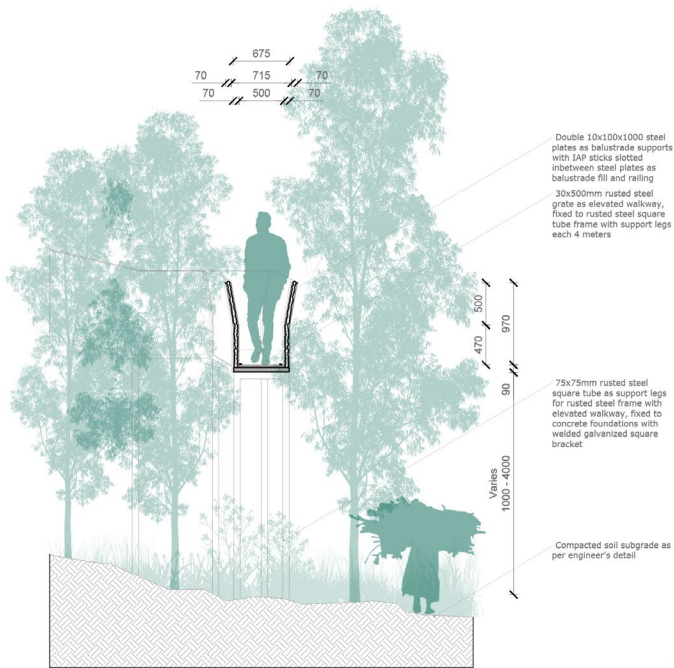 675
70 715 70
70 500 70
Double 10x100x1000 steel
plates as balustrade supports
with IAP sticks slotted
inbetween steel plates as
balustrade fill and railing
30x500mm rusted steel
grate as elevated walkway,
fixed to rusted steel square
tube frame with support legs
each 4 meters
500
970
470
90
75x75mm rusted steel
square tube as support legs
for rusted steel frame with
elevated walkway, fixed to
concrete foundations with
welded galvanized square
bracket
Varies
1000 - 4000
Compacted soil subgrade as
per engineer's detail